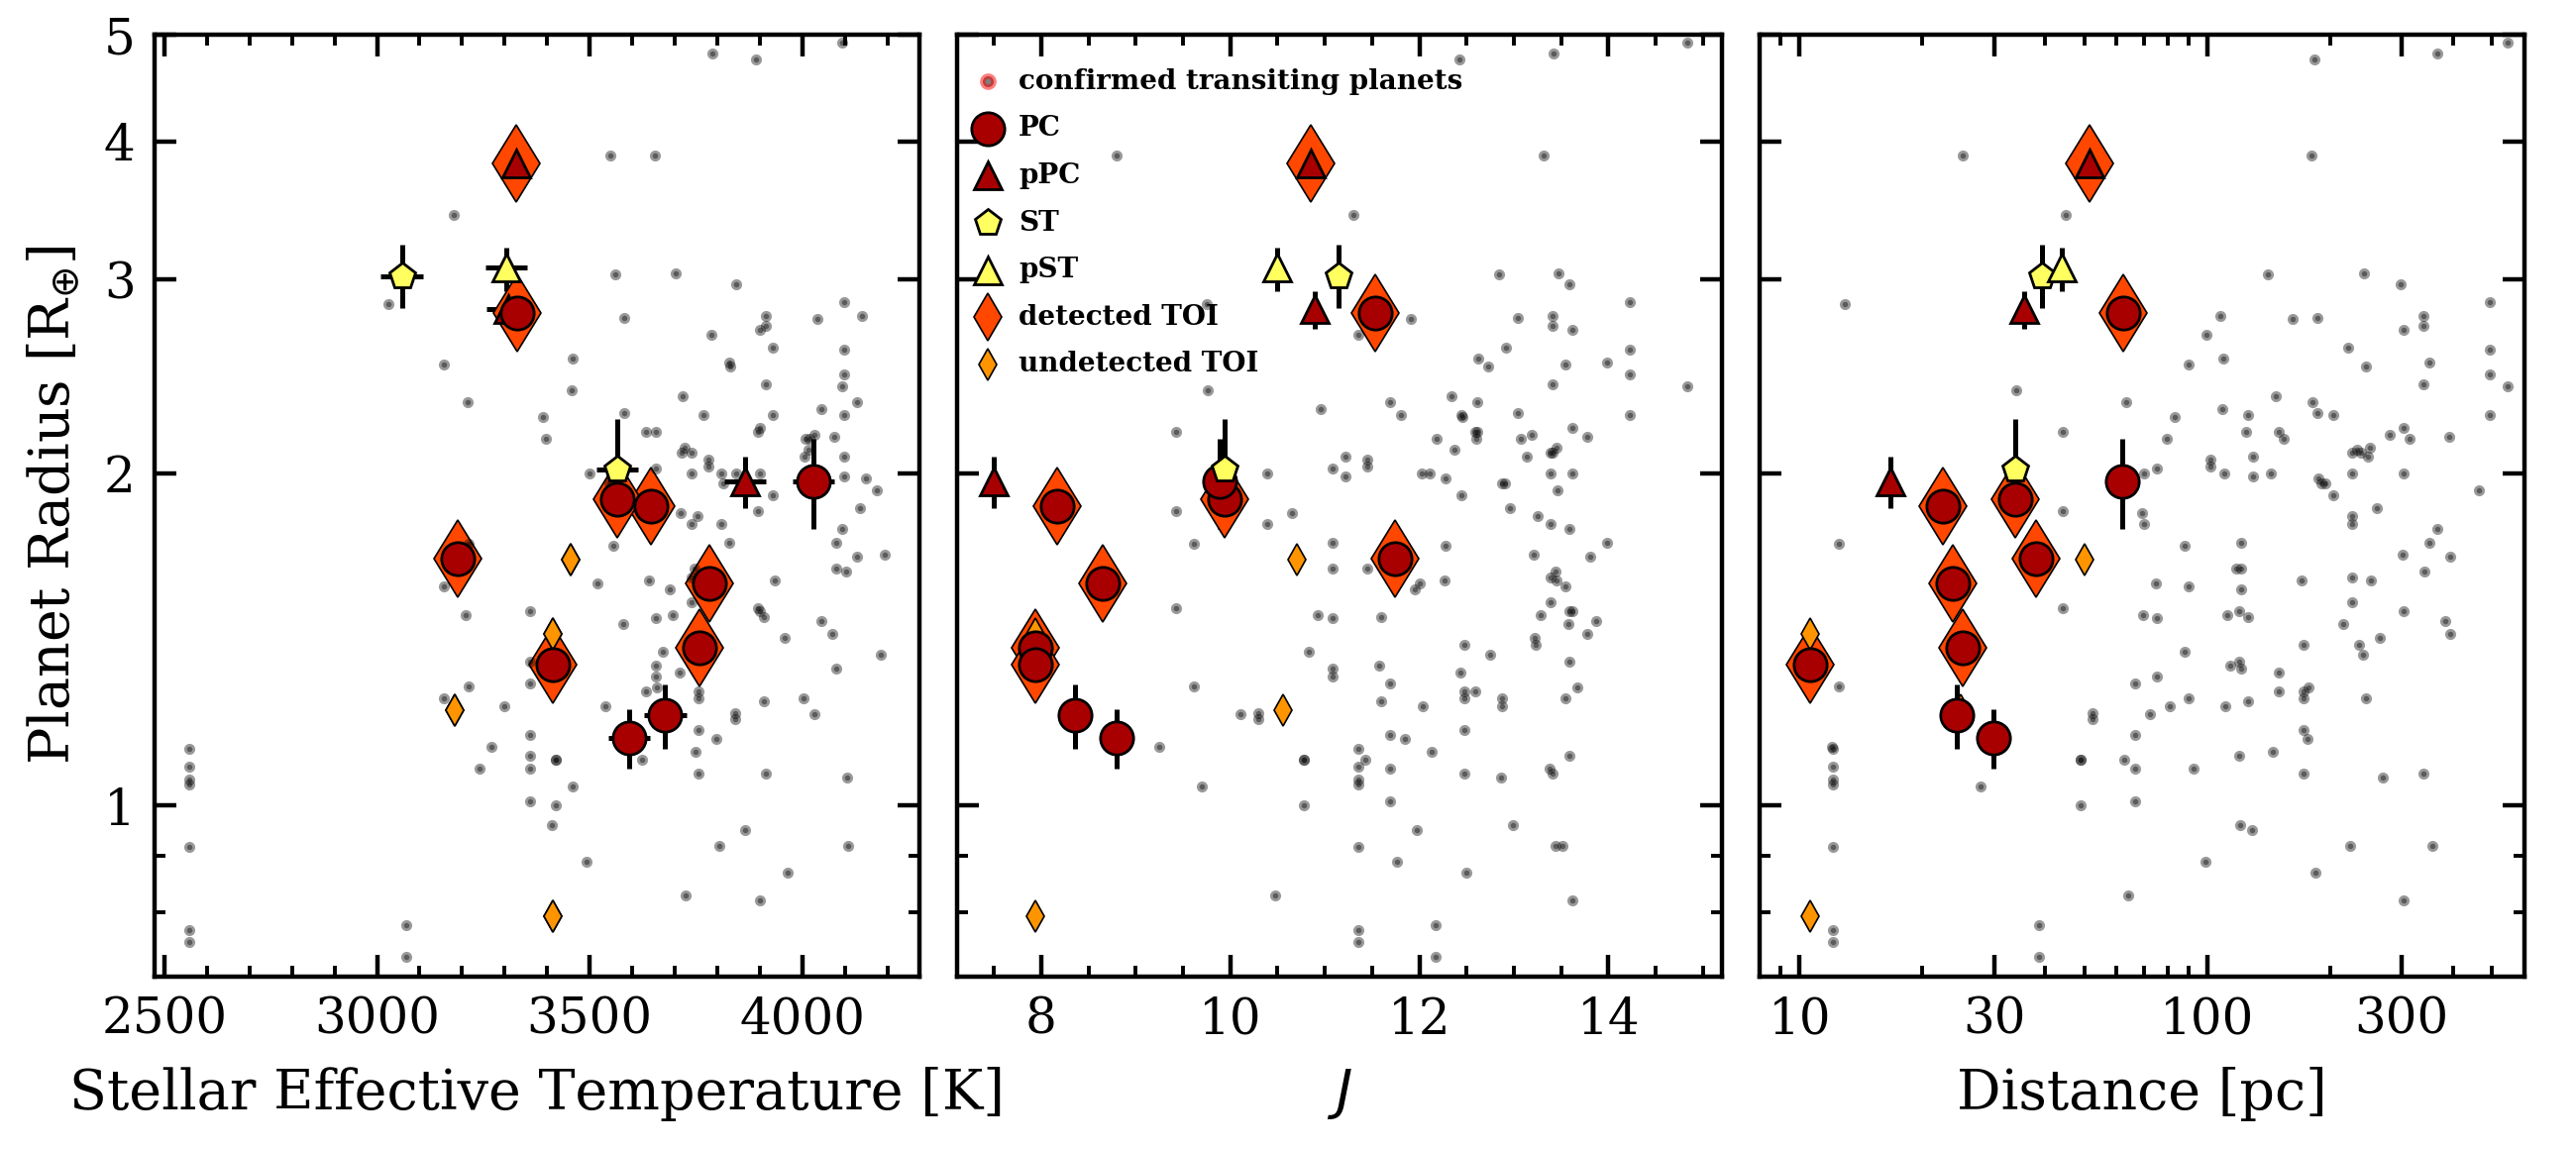 Planet Radius [R⊕]
5
4
3
2
1
confirmed transiting planets
PC
pPC
ST
pST
detected TOI
undetected TOI
2500 3000 3500 4000
8 10 12 14
10 30 100 300
Stellar Effective Temperature [K]
J
Distance [pc]